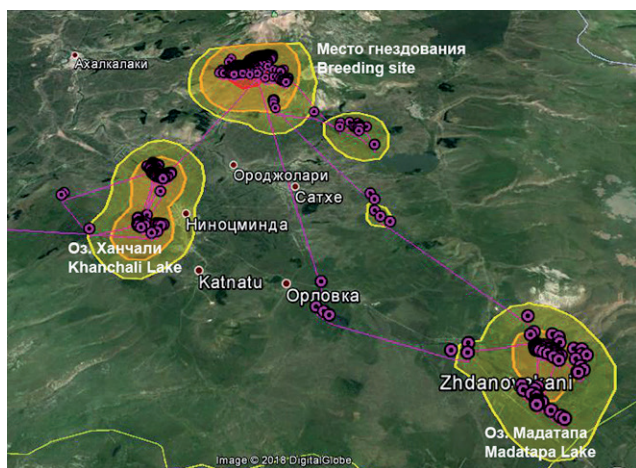 Место гнездования
Breeding site
Ахалкалаки
Ороджолари
Сатхе
Ниноцминда
Оз. Ханчали
Khanchali Lake
Katnatu
Орловка
Zhdanovakani
Оз. Мадатапа
Madatapa Lake
Image © 2018 DigitalGlobe